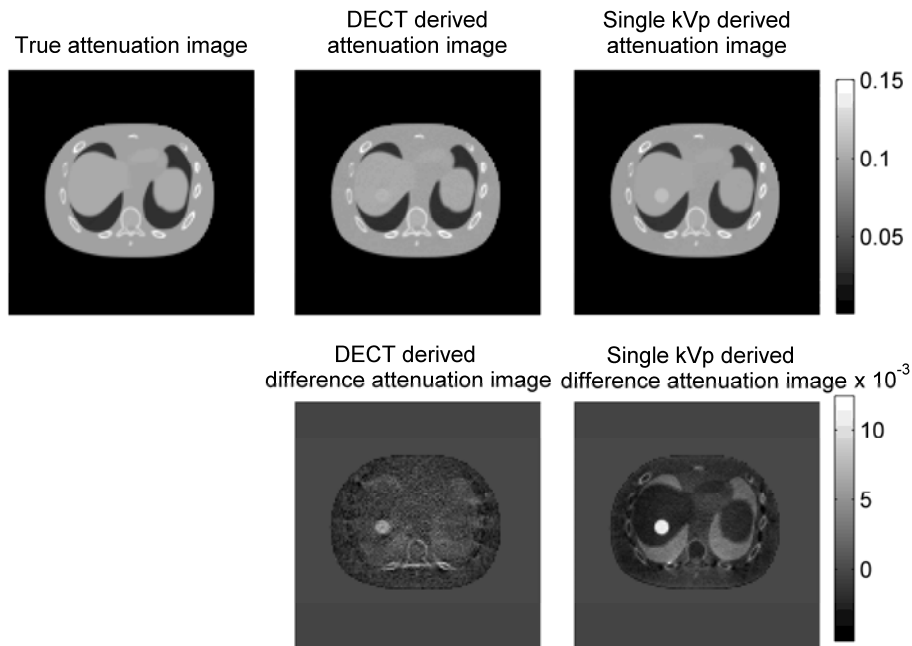 True attenuation image
DECT derived
attenuation image
Single kVp derived
attenuation image
0.15
0.1
0.05
DECT derived
difference attenuation image
Single kVp derived
difference attenuation image x 10^-3
10
5
0